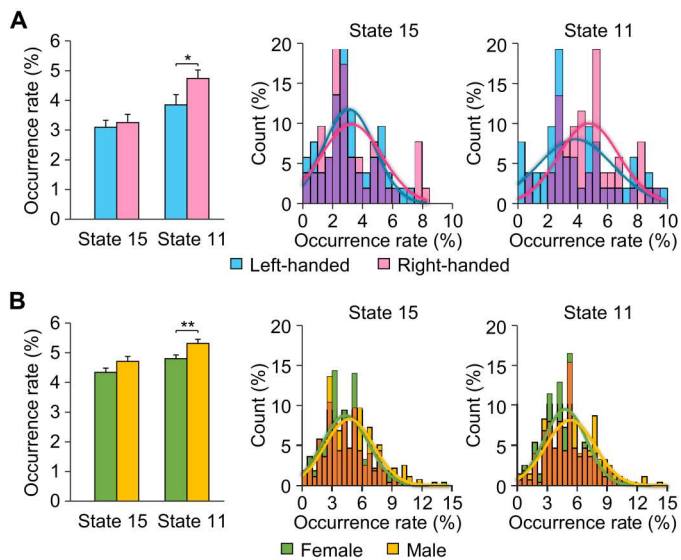 A
Occurrence rate (%)
6
5
4
3
2
1
0
*
State 15
State 11
State 15
Count (%)
20
15
10
5
0
0 2 4 6 8 10
Occurrence rate (%)
State 11
Count (%)
20
15
10
5
0
0 2 4 6 8 10
Occurrence rate (%)
Left-handed
Right-handed
B
Occurrence rate (%)
6
5
4
3
2
1
0
**
State 15
State 11
State 15
Count (%)
20
15
10
5
0
0 3 6 9 12 15
Occurrence rate (%)
State 11
Count (%)
20
15
10
5
0
0 3 6 9 12 15
Occurrence rate (%)
Female
Male